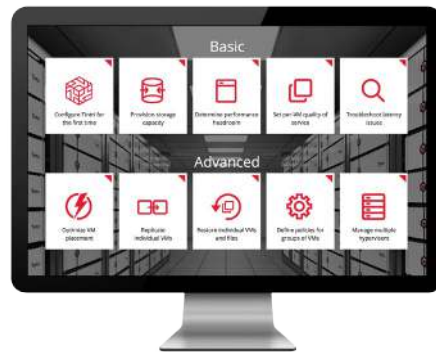 Basic
Configure Tintri for
the first time
Provision storage
capacity
Determine performance
headroom
Set per-VM quality of
service
Troubleshoot latency
issues
Advanced
Optimize VM
placement
Replicate
individual VMs
Restore individual VMs
and files
Define policies for
groups of VMs
Manage multiple
hypervisors